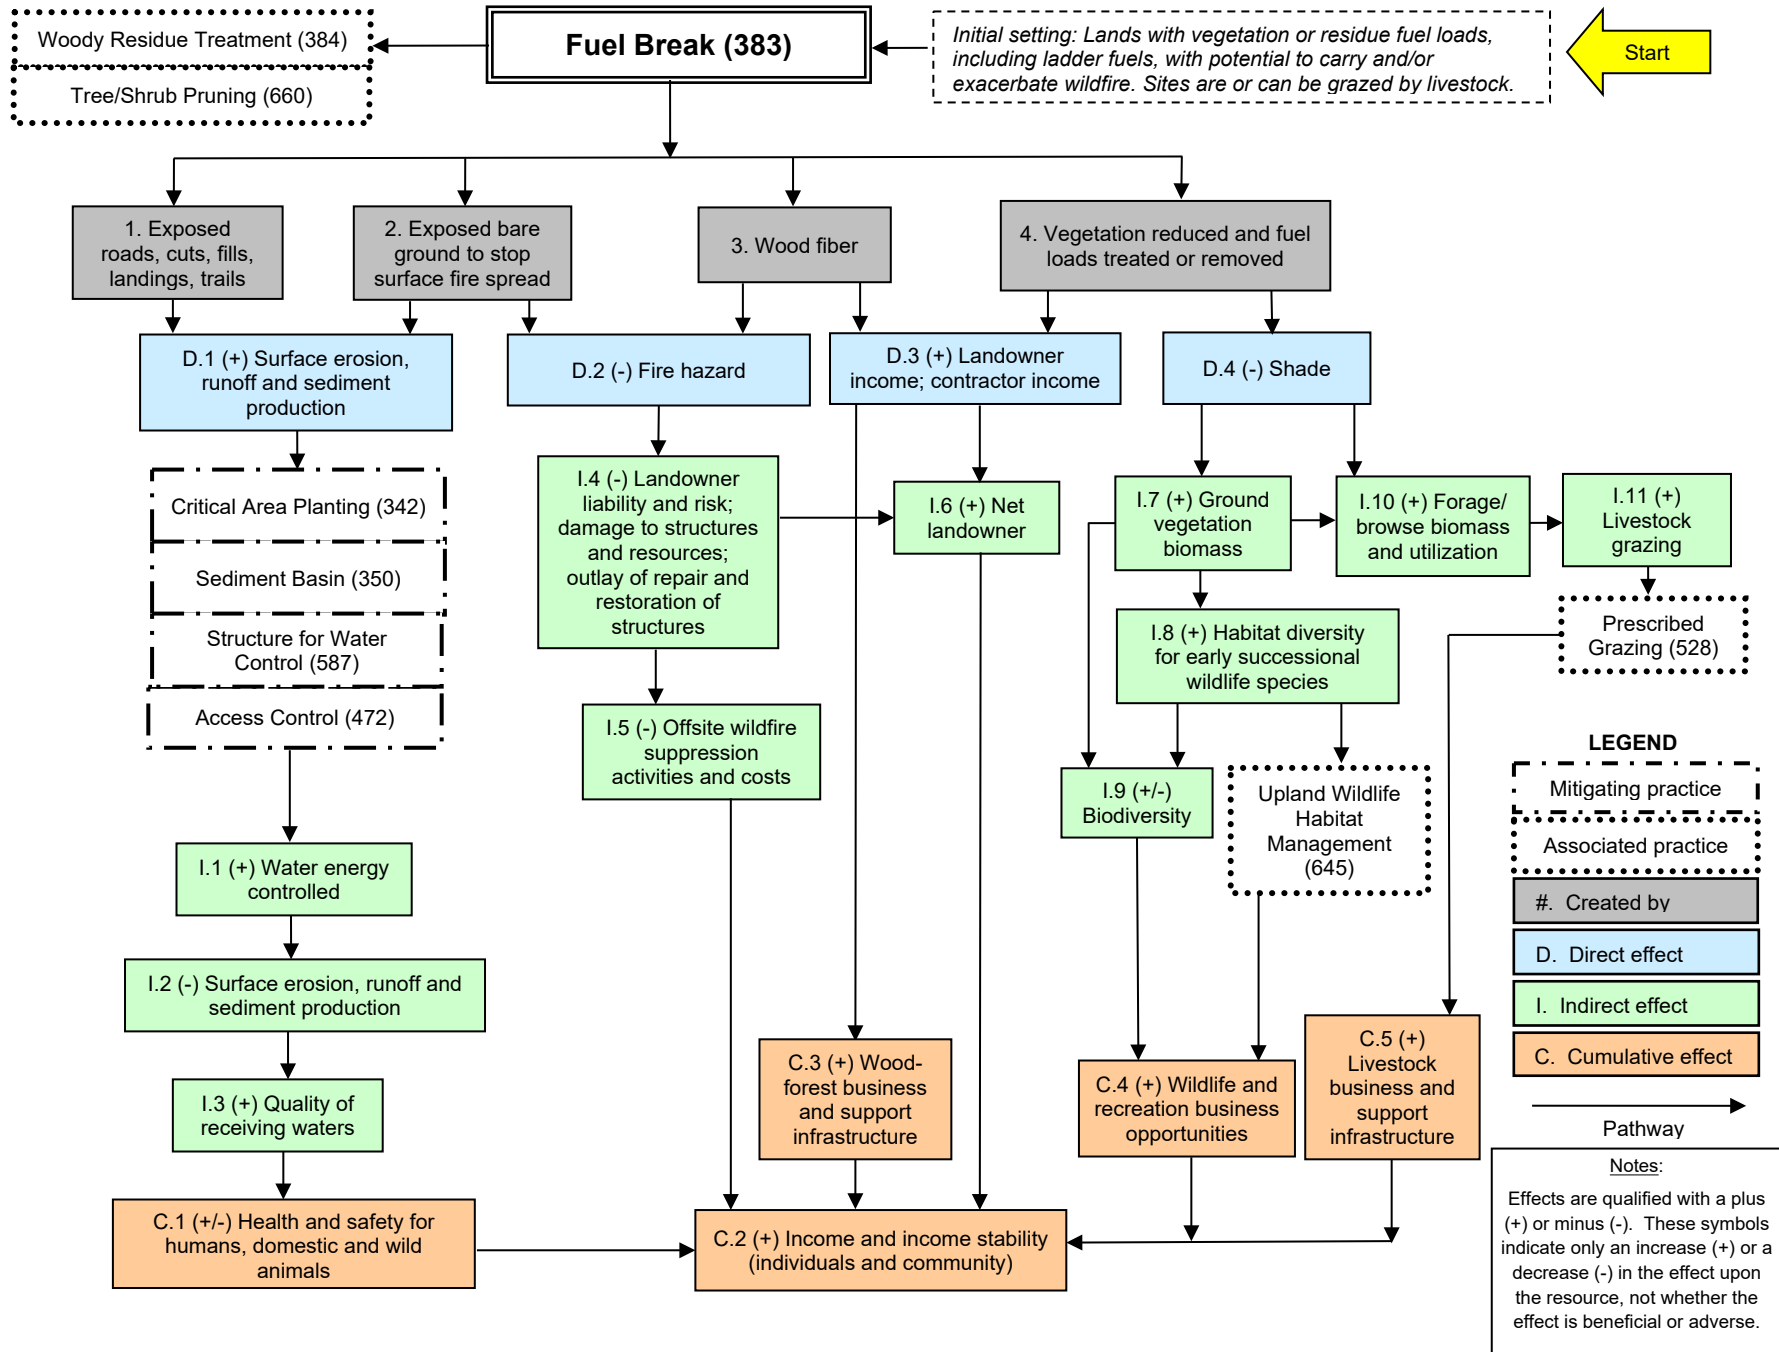 Woody Residue Treatment (384)
Tree/Shrub Pruning (660)
Fuel Break (383)
Initial setting: Lands with vegetation or residue fuel loads,
including ladder fuels, with potential to carry and/or
exacerbate wildfire. Sites are or can be grazed by livestock.
Start
1. Exposed
roads, cuts, fills,
landings, trails
2. Exposed bare
ground to stop
surface fire spread
3. Wood fiber
4. Vegetation reduced and fuel
loads treated or removed
D.1 (+) Surface erosion,
runoff and sediment
production
D.2 (-) Fire hazard
D.3 (+) Landowner
income; contractor income
D.4 (-) Shade
Critical Area Planting (342)
Sediment Basin (350)
Structure for Water
Control (587)
Access Control (472)
I.4 (-) Landowner
liability and risk;
damage to structures
and resources;
outlay of repair and
restoration of
structures
I.6 (+) Net
landowner
I.7 (+) Ground
vegetation
biomass
I.10 (+) Forage/
browse biomass
and utilization
I.11 (+)
Livestock
grazing
Prescribed
Grazing (528)
I.8 (+) Habitat diversity
for early successional
wildlife species
I.5 (-) Offsite wildfire
suppression
activities and costs
I.9 (+/-)
Biodiversity
Upland Wildlife
Habitat
Management
(645)
I.1 (+) Water energy
controlled
I.2 (-) Surface erosion, runoff and
sediment production
I.3 (+) Quality of
receiving waters
C.3 (+) Wood-
forest business
and support
infrastructure
C.4 (+) Wildlife and
recreation business
opportunities
C.5 (+)
Livestock
business and
support
infrastructure
C.1 (+/-) Health and safety for
humans, domestic and wild
animals
C.2 (+) Income and income stability
(individuals and community)
LEGEND
Mitigating practice
Associated practice
#. Created by
D. Direct effect
I. Indirect effect
C. Cumulative effect
Pathway
Notes:
Effects are qualified with a plus
(+) or minus (-). These symbols
indicate only an increase (+) or a
decrease (-) in the effect upon
the resource, not whether the
effect is beneficial or adverse.